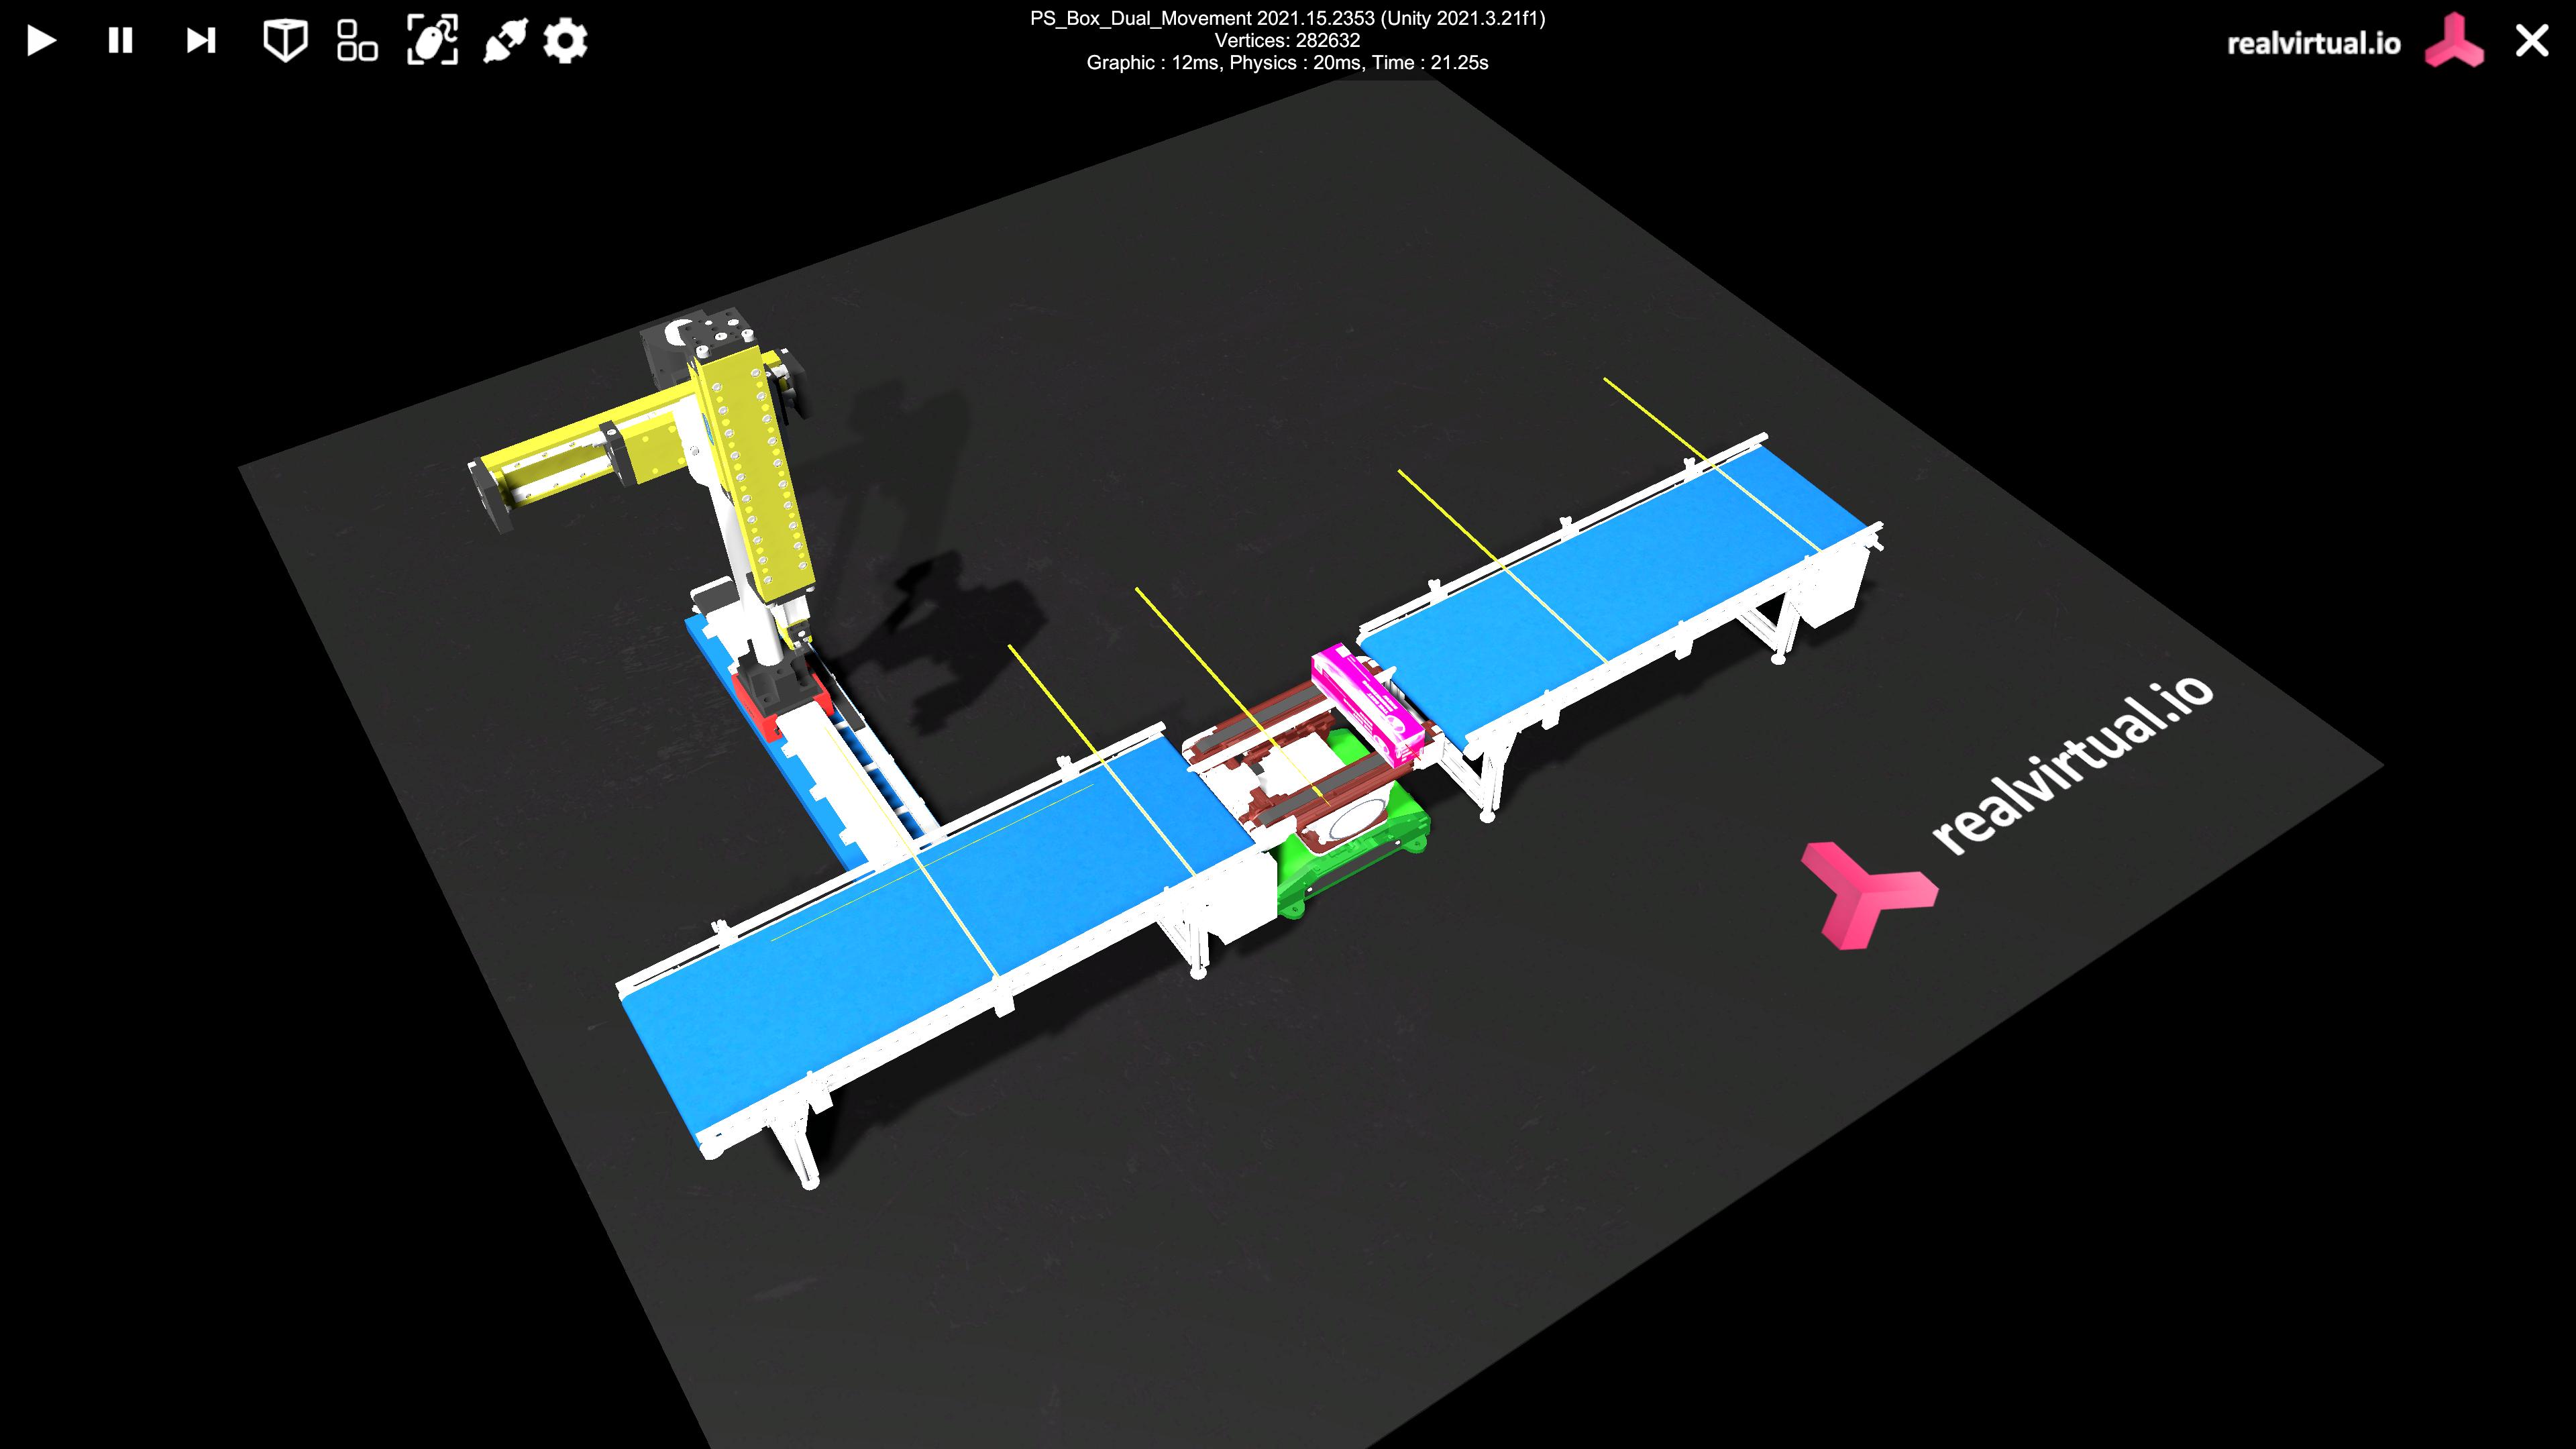 PS_Box_Dual_Movement 2021.15.2353 (Unity 2021.3.21f1)
Vertices: 282632
Graphic : 12ms, Physics : 20ms, Time : 21.25s
realvirtual.io
realvirtual.io